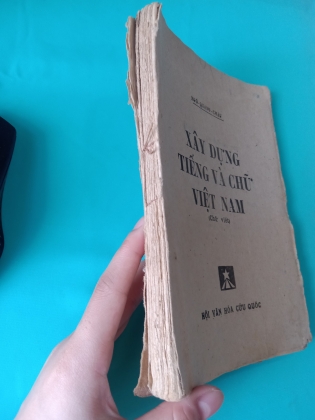 XÂY DỰNG
TIẾNG VÀ CHỮ
VIỆT NAM
HỘI VĂN HÓA CỨU QUỐC